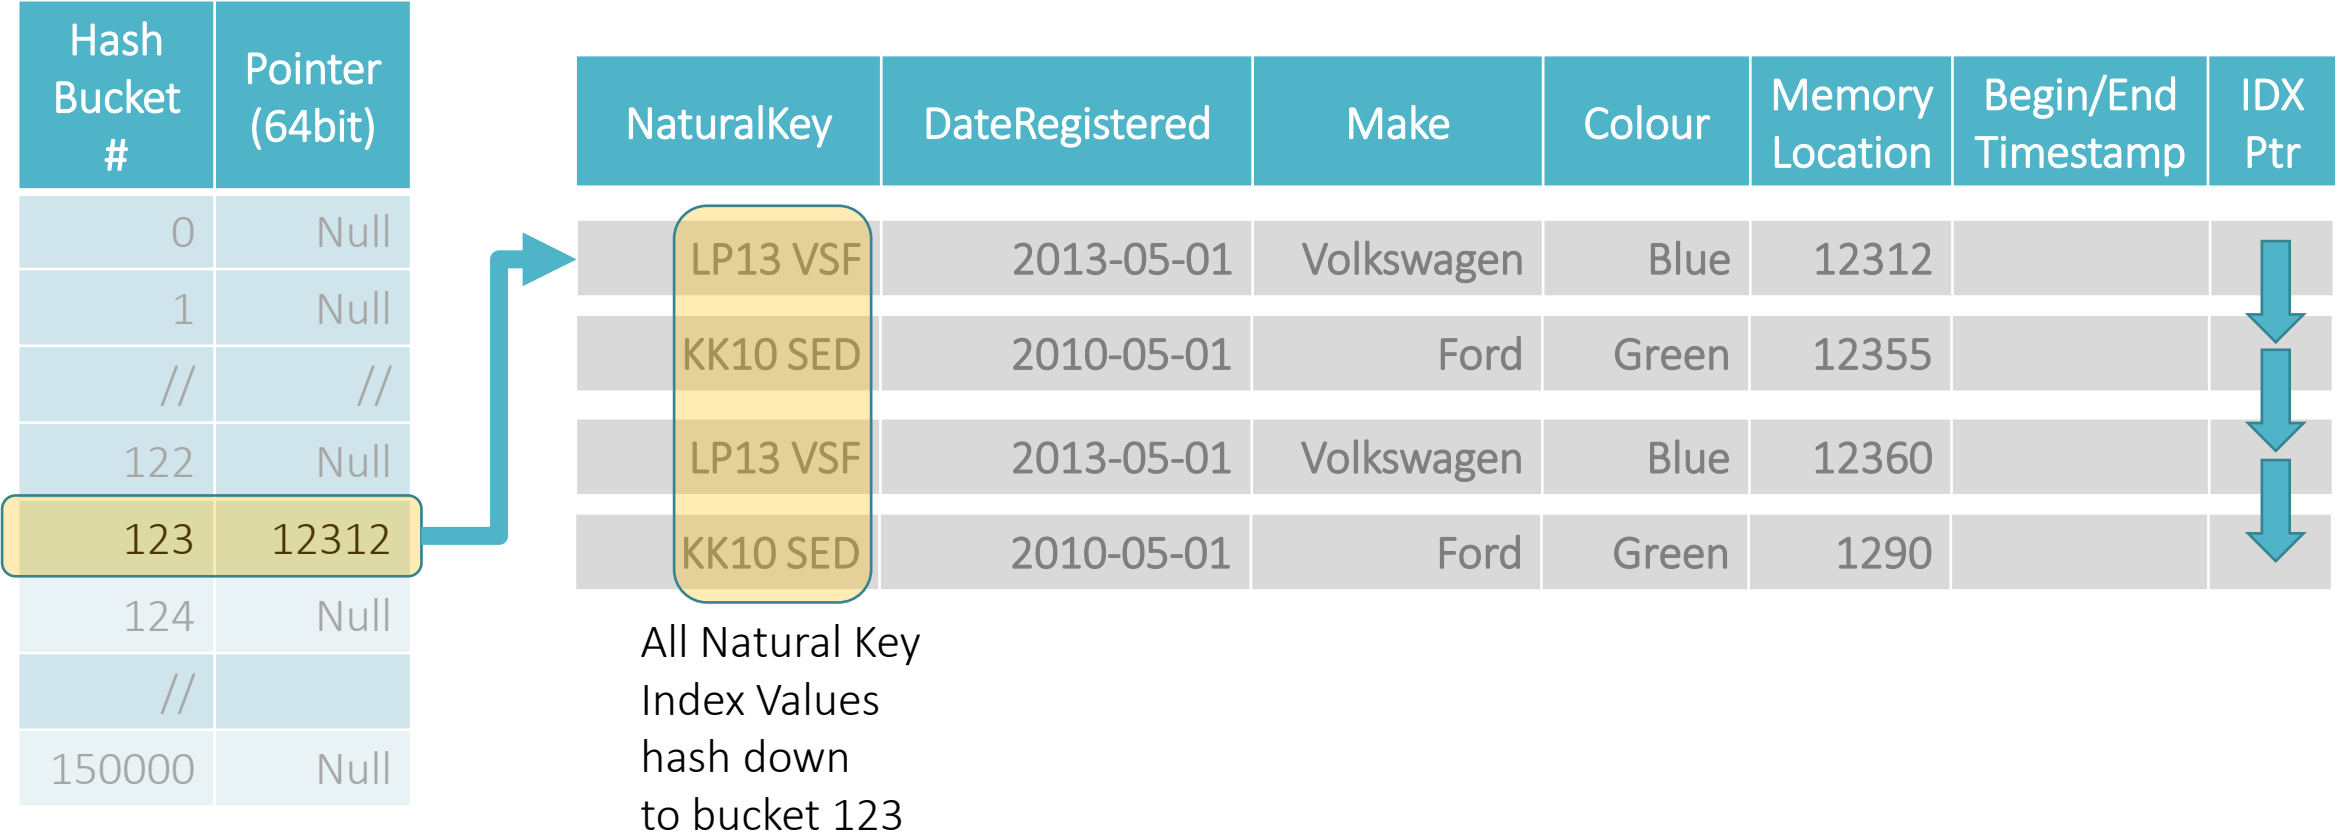 Hash
Bucket
#
Pointer
(64bit)
0 Null
1 Null
// //
122 Null
123 12312
124 Null
//
150000 Null
NaturalKey DateRegistered Make Colour Memory Location Begin/End Timestamp IDX Ptr
LP13 VSF 2013-05-01 Volkswagen Blue 12312
KK10 SED 2010-05-01 Ford Green 12355
LP13 VSF 2013-05-01 Volkswagen Blue 12360
KK10 SED 2010-05-01 Ford Green 1290
All Natural Key
Index Values
hash down
to bucket 123